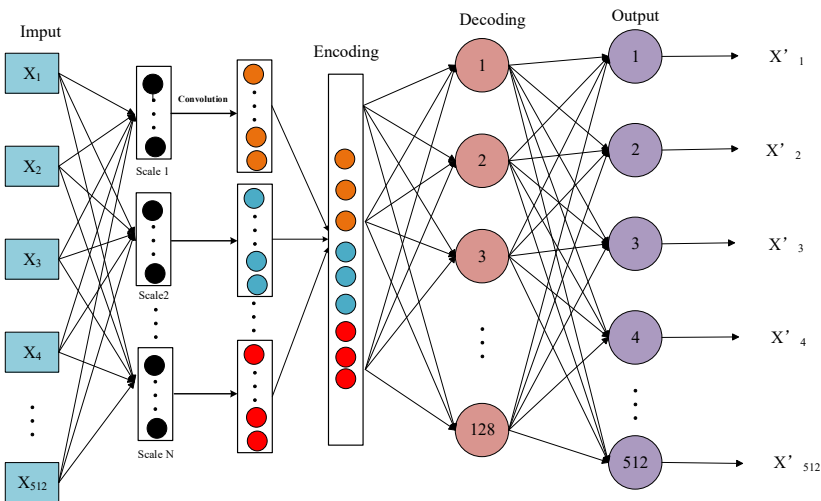 Imput
Encoding
Decoding
Output
X1
X2
X3
X4
X512
Convolution
Scale 1
Scale2
Scale N
1
2
3
128
1
2
3
4
512
X’ 1
X’ 2
X’ 3
X’ 4
X’ 512